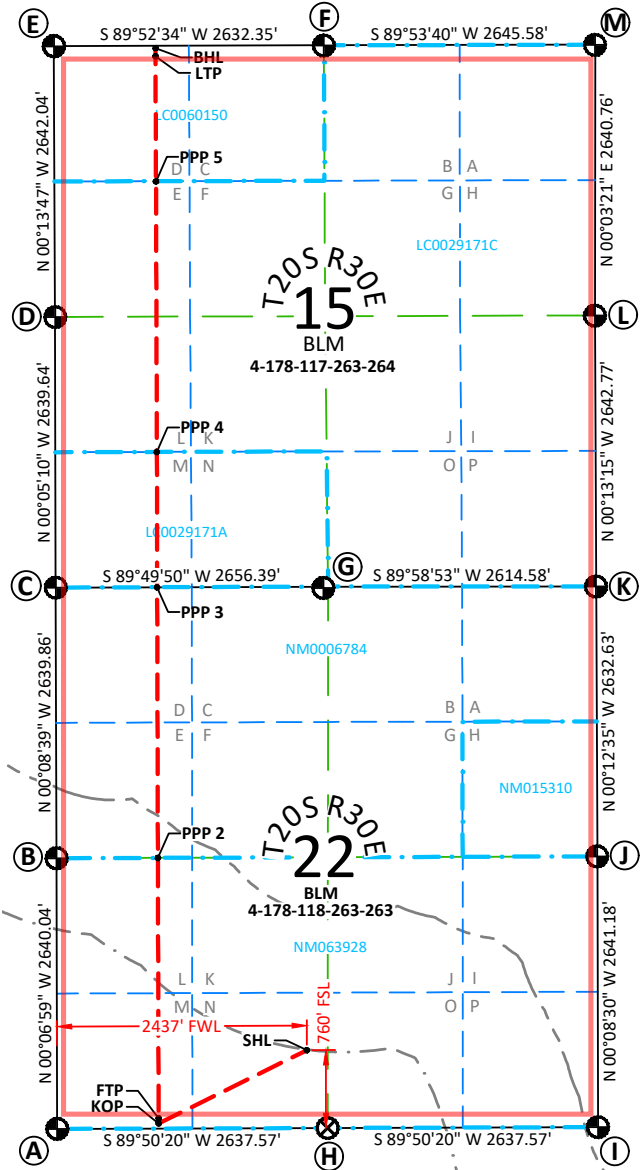 E
S 89°52'34" W 2632.35'
F
S 89°53'40" W 2645.58'
M
BHL
LTP
LC0060150
N 00°13'47" W 2642.04'
N 00°03'21" E 2640.76'
PPP 5
D C
B A
E F
G H
LC0029171C
T20S R30E
D
15
L
BLM
4-178-117-263-264
N 00°05'10" W 2639.64'
N 00°13'15" W 2642.77'
PPP 4
L K
J I
M N
O P
LC0029171A
C
S 89°49'50" W 2656.39'
G
S 89°58'53" W 2614.58'
K
PPP 3
NM0006784
N 00°08'39" W 2639.86'
N 00°12'35" W 2632.63'
D C
B A
E F
G H
NM015310
T20S R30E
PPP 2
B
22
J
BLM
4-178-118-263-263
NM063928
N 00°06'59" W 2640.04'
N 00°08'30" W 2641.18'
L K
J I
M N
O P
2437' FWL
760' FSL
SHL
FTP
KOP
A
S 89°50'20" W 2637.57'
H
S 89°50'20" W 2637.57'
I